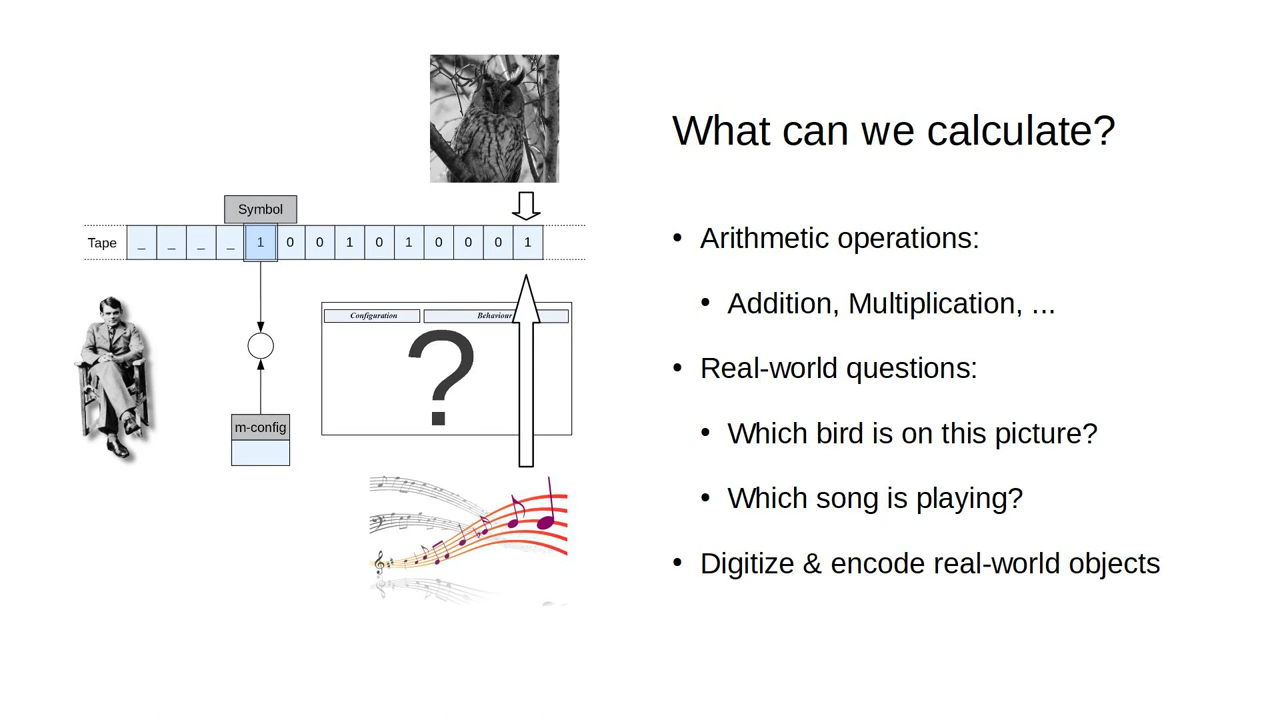 What can we calculate?
Symbol
Tape _ _ _ _ 1 0 0 1 0 1 0 0 0 1
Configuration Behaviour
?
m-config
• Arithmetic operations:
• Addition, Multiplication, ...
• Real-world questions:
• Which bird is on this picture?
• Which song is playing?
• Digitize & encode real-world objects